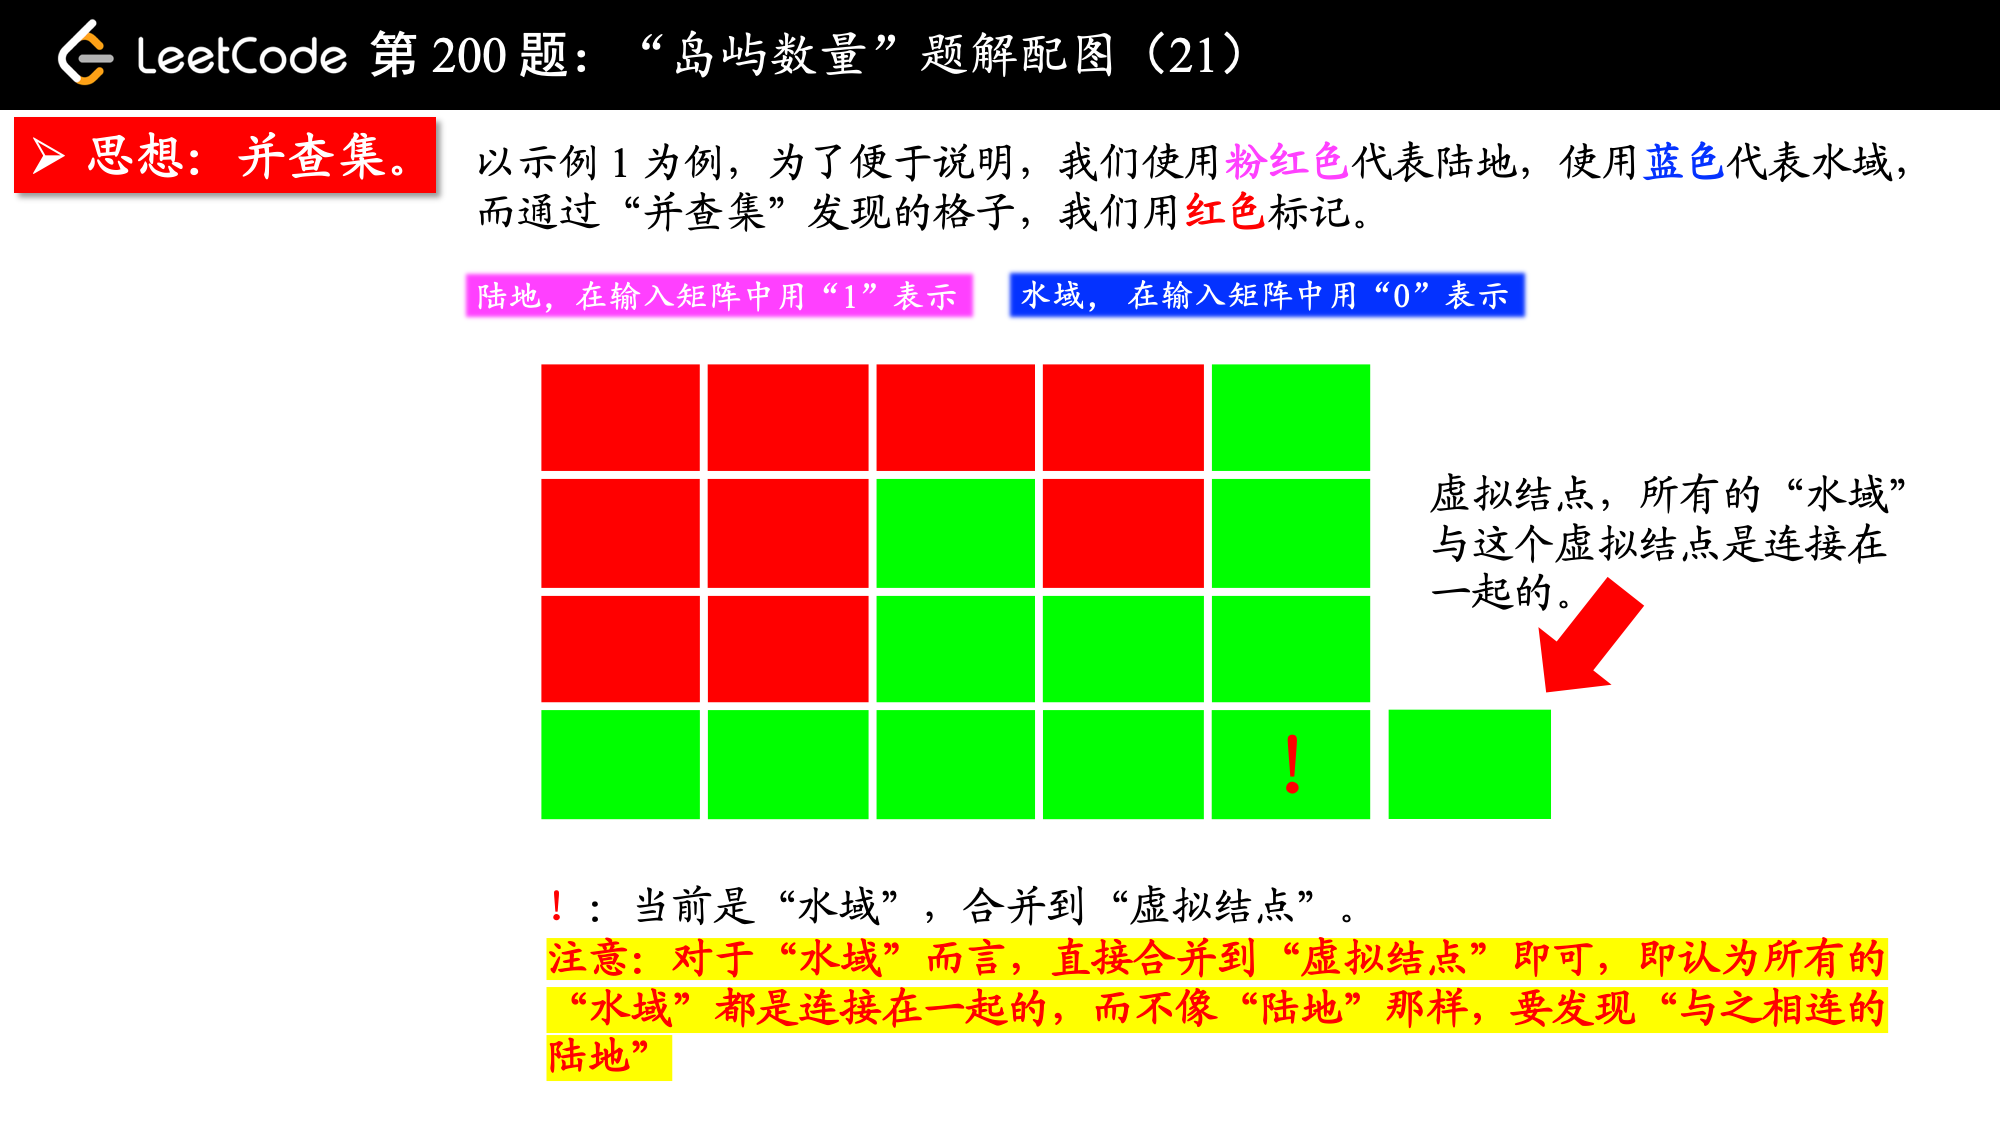 LeetCode 第 200 题：“岛屿数量”题解配图（21）
思想：并查集。
以示例 1 为例，为了便于说明，我们使用粉红色代表陆地，使用蓝色代表水域，
而通过“并查集”发现的格子，我们用红色标记。
陆地，在输入矩阵中用“1”表示
水域， 在输入矩阵中用“0”表示
虚拟结点，所有的“水域”
与这个虚拟结点是连接在
一起的。
！
！：当前是“水域”，合并到“虚拟结点”。
注意：对于“水域”而言，直接合并到“虚拟结点”即可，即认为所有的
“水域”都是连接在一起的，而不像“陆地”那样，要发现“与之相连的
陆地”